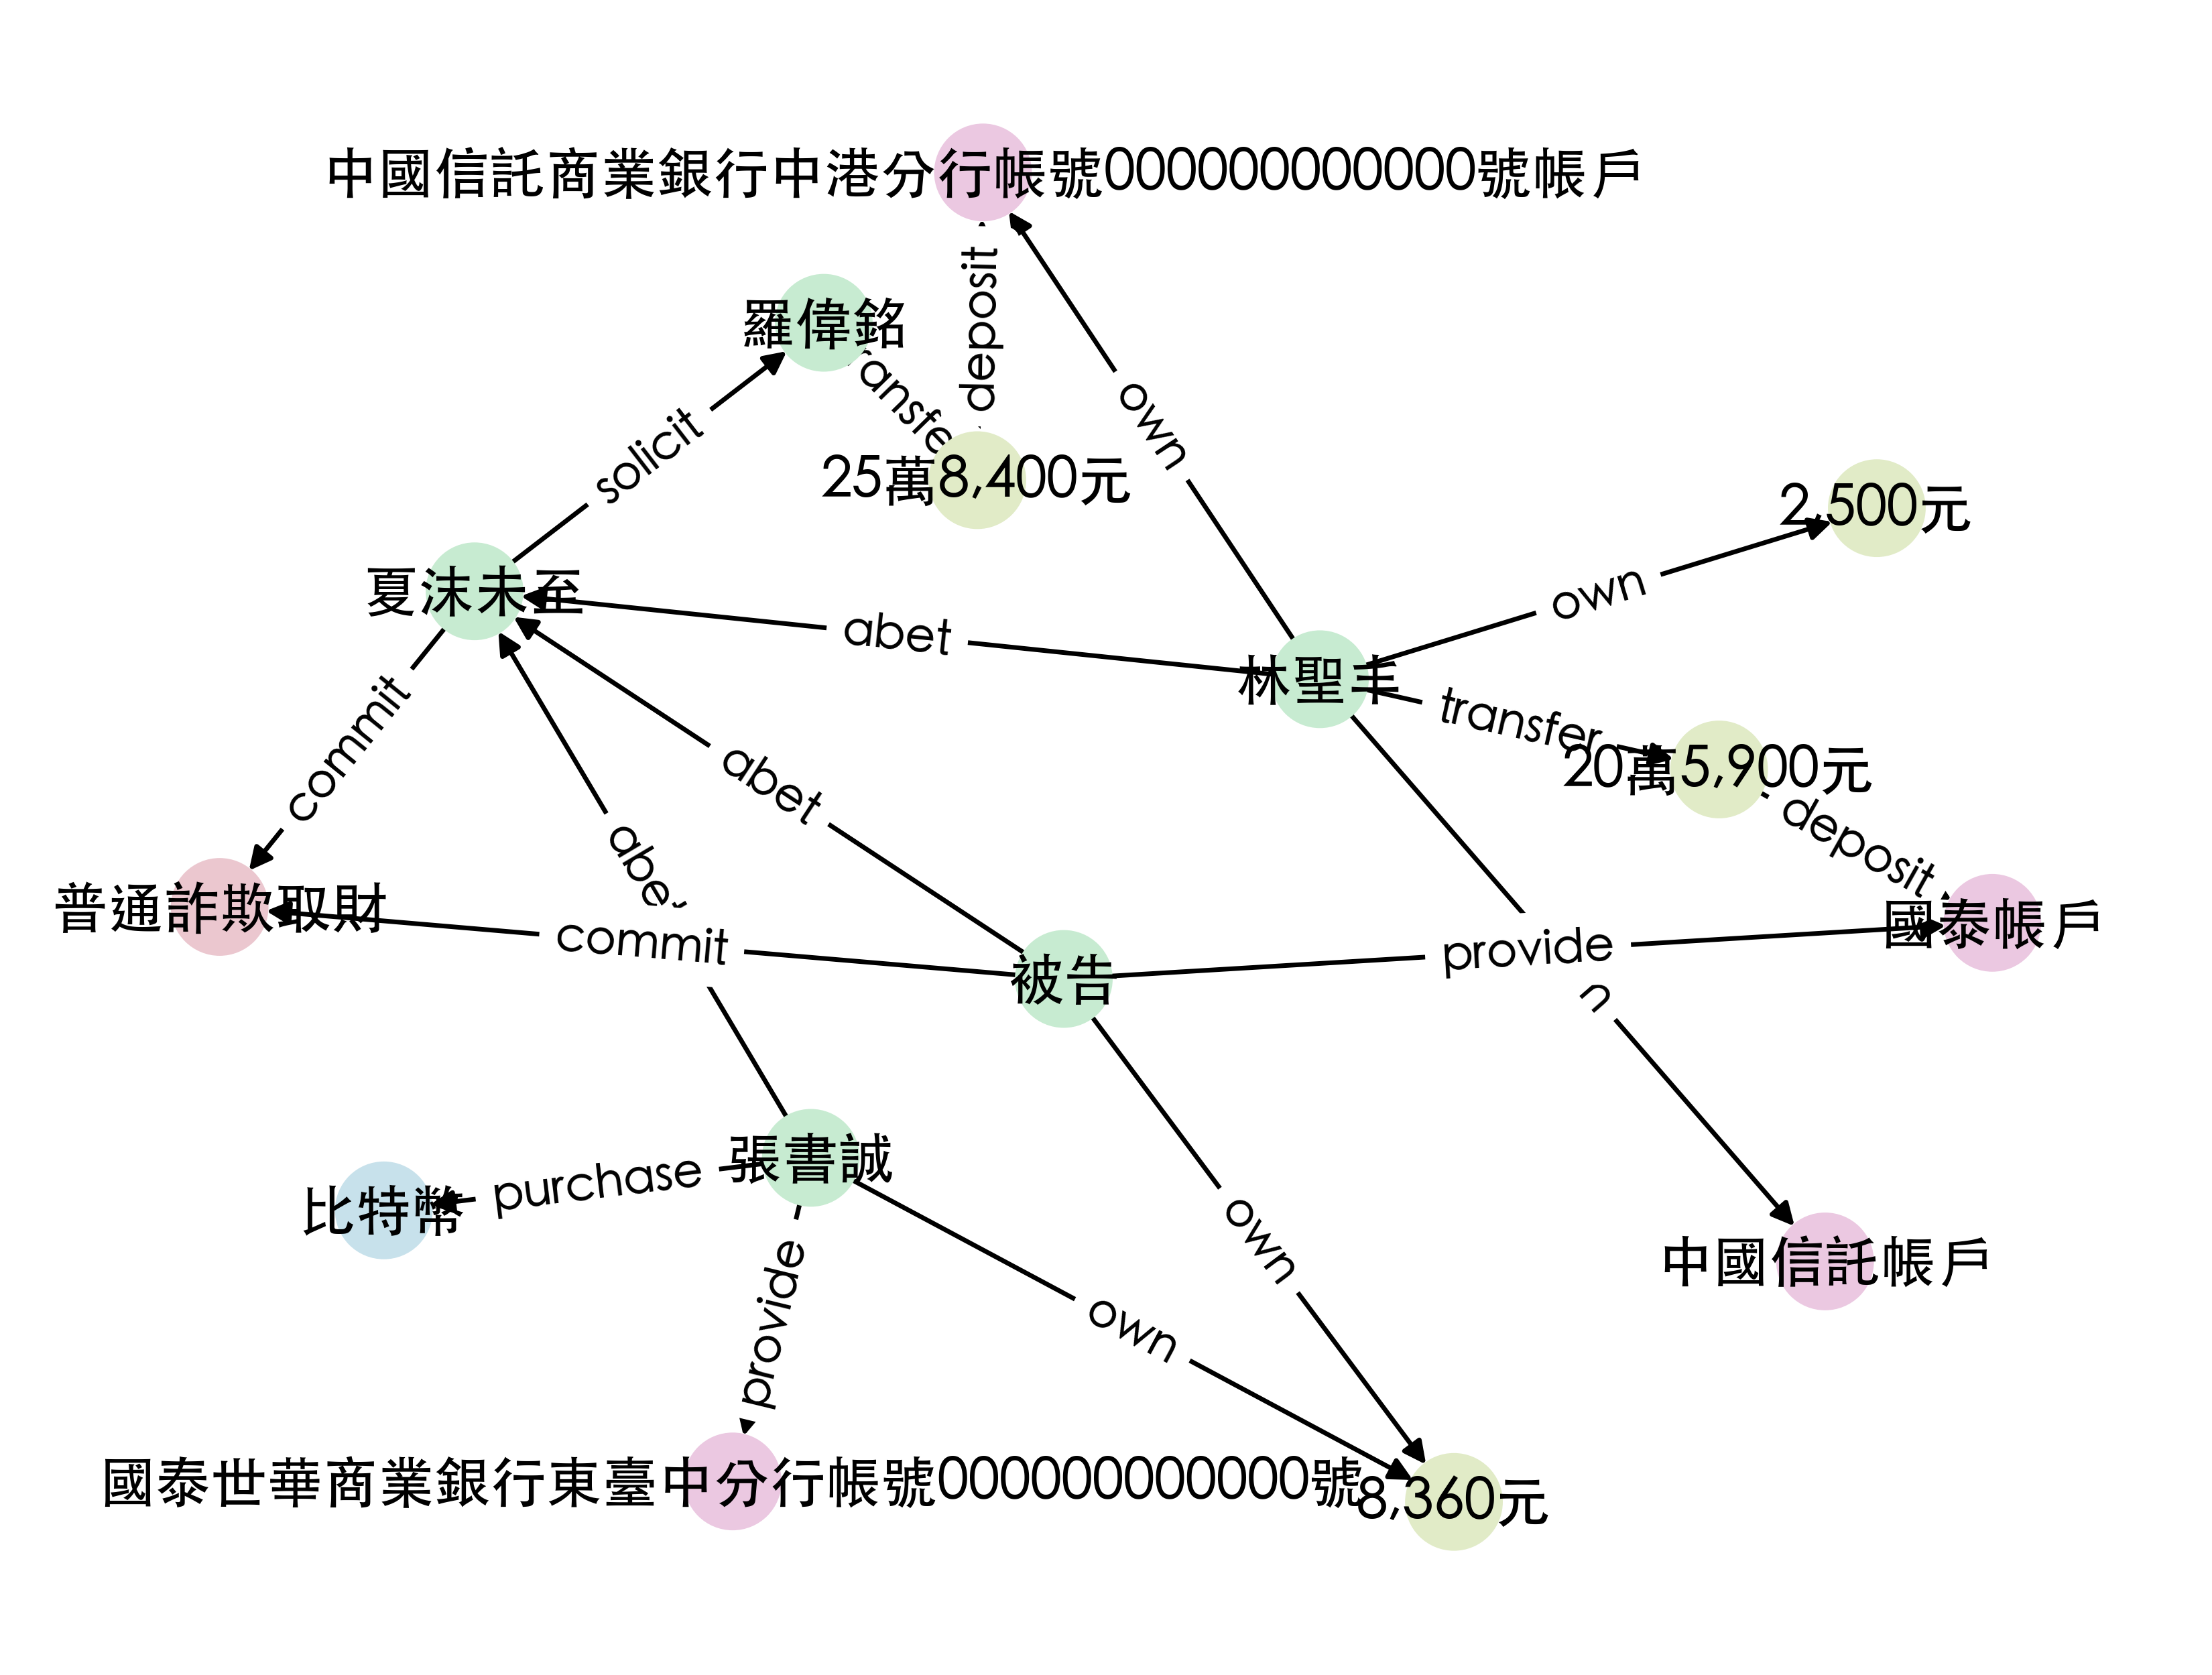 中國信託商業銀行中港分行帳號000000000000號帳戶
deposit
羅偉銘
ransfe
own
solicit
25萬8,400元
2,500元
own
夏沫未至
abet
林聖丰
transfer
20萬5,900元
commit
abet
deposit
abe
普通詐欺取財
commit
被告
provide
國泰帳戶
n
張書誠
purchase
比特幣
own
中國信託帳戶
provide
own
國泰世華商業銀行東臺中分行帳號000000000000號
8,360元